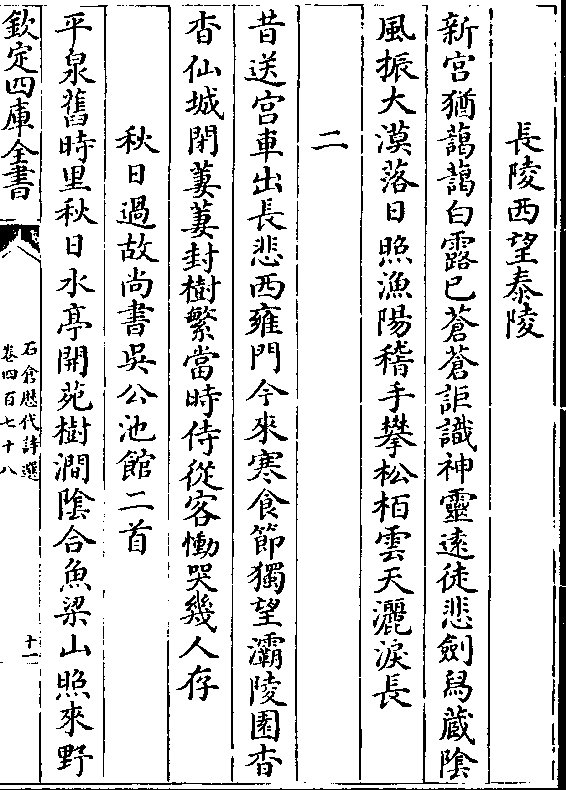 長陵西望泰陵
新宫猶藹藹白露已蒼蒼詎識神靈逺徒悲劍舄藏陰
風振大漠落日照漁陽稽手攀松栢雲天灑淚長
二
昔送宫車出長悲西雍門今來寒食節獨望灞陵園杳
杳仙城閉萋萋封樹繁當時侍從客慟哭幾人存
秋日過故尚書吳公池館二首
平泉舊時里秋日水亭開苑樹澗隂合魚梁山照來野
欽定四庫全書
石倉歴代詩選
卷四百七十八
十一